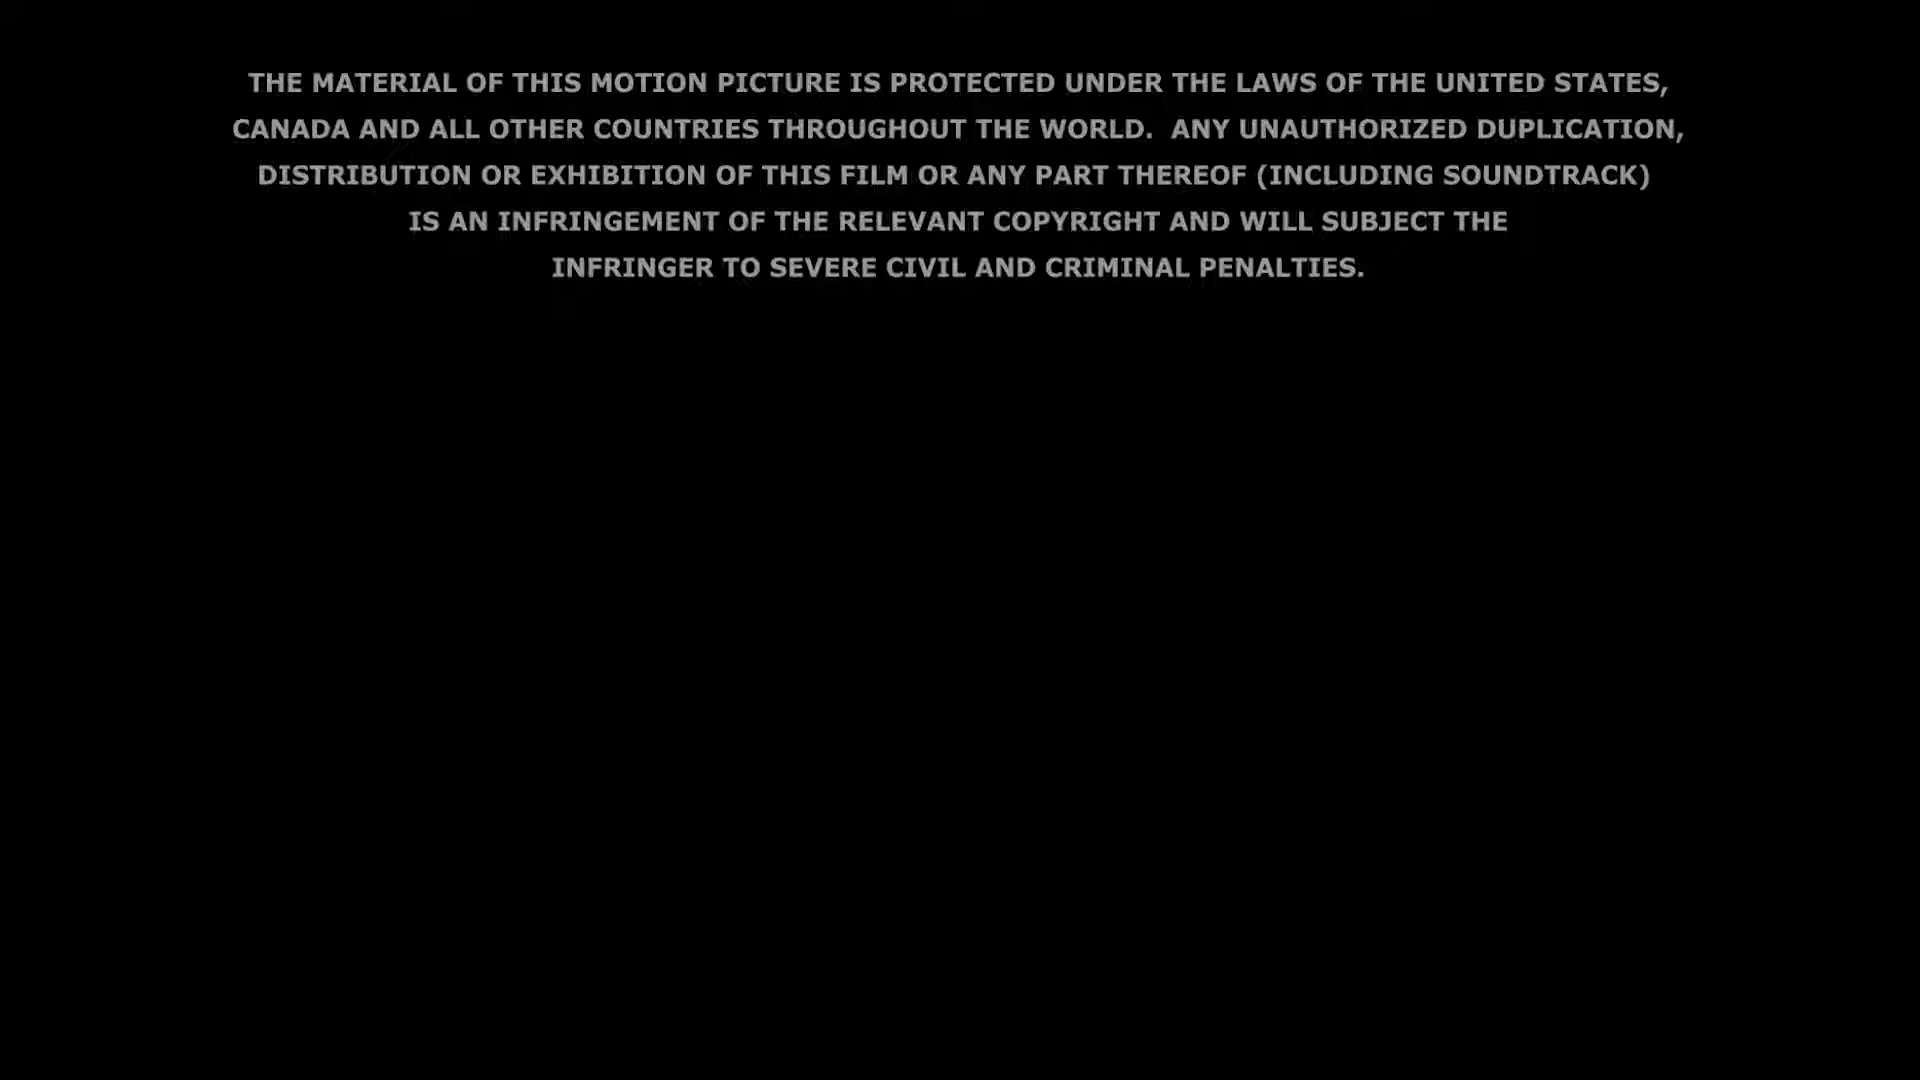 THE MATERIAL OF THIS MOTION PICTURE IS PROTECTED UNDER THE LAWS OF THE UNITED STATES,
CANADA AND ALL OTHER COUNTRIES THROUGHOUT THE WORLD.  ANY UNAUTHORIZED DUPLICATION,
DISTRIBUTION OR EXHIBITION OF THIS FILM OR ANY PART THEREOF (INCLUDING SOUNDTRACK)
IS AN INFRINGEMENT OF THE RELEVANT COPYRIGHT AND WILL SUBJECT THE
INFRINGER TO SEVERE CIVIL AND CRIMINAL PENALTIES.